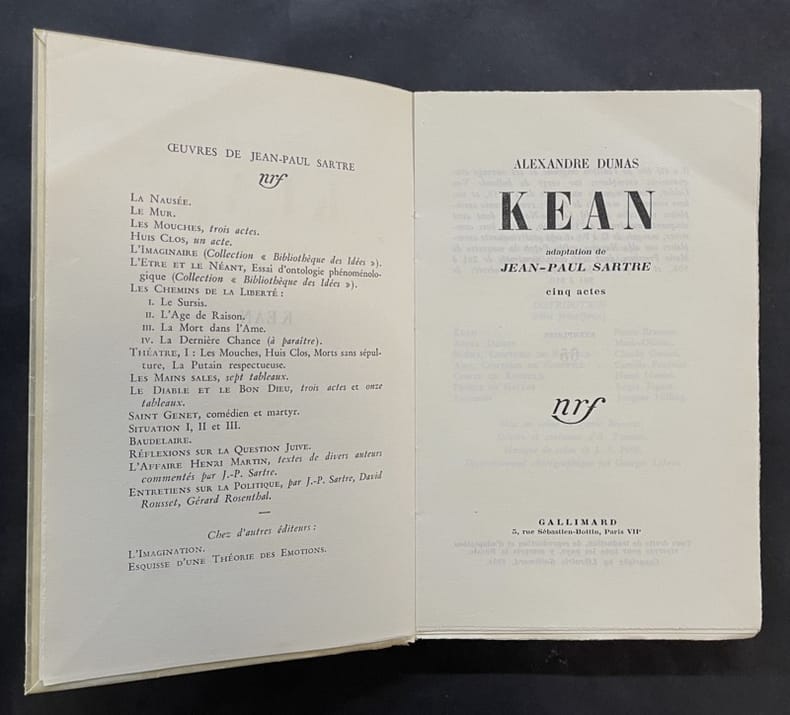 ŒUVRES DE JEAN-PAUL SARTRE
nrf
LA NAUSÉE.
LE MUR.
LES MOUCHES, trois actes.
HUIS CLOS, un acte.
L'IMAGINAIRE (Collection « Bibliothèque des Idées »).
L'ETRE ET LE NÉANT, Essai d'ontologie phénoménolo-
gique (Collection « Bibliothèque des Idées »).
LES CHEMINS DE LA LIBERTÉ :
I. Le Sursis.
II. L'Age de Raison.
III. La Mort dans l'Ame.
IV. La Dernière Chance (à paraître).
THÉATRE, I : Les Mouches, Huis Clos, Morts sans sépul-
ture, La Putain respectueuse.
LES MAINS SALES, sept tableaux.
LE DIABLE ET LE BON DIEU, trois actes et onze
tableaux.
SAINT GENET, comédien et martyr.
SITUATION I, II et III.
BAUDELAIRE.
RÉFLEXIONS SUR LA QUESTION JUIVE.
L'AFFAIRE HENRI MARTIN, textes de divers auteurs
commentés par J.-P. Sartre.
ENTRETIENS SUR LA POLITIQUE, par J.-P. Sartre, David
Rousset, Gérard Rosenthal.
—
Chez d'autres éditeurs :
L'IMAGINATION.
ESQUISSE D'UNE THÉORIE DES EMOTIONS.
ALEXANDRE DUMAS
KEAN
adaptation de
JEAN-PAUL SARTRE
cinq actes
nrf
GALLIMARD
5, rue Sébastien-Bottin, Paris VIIe